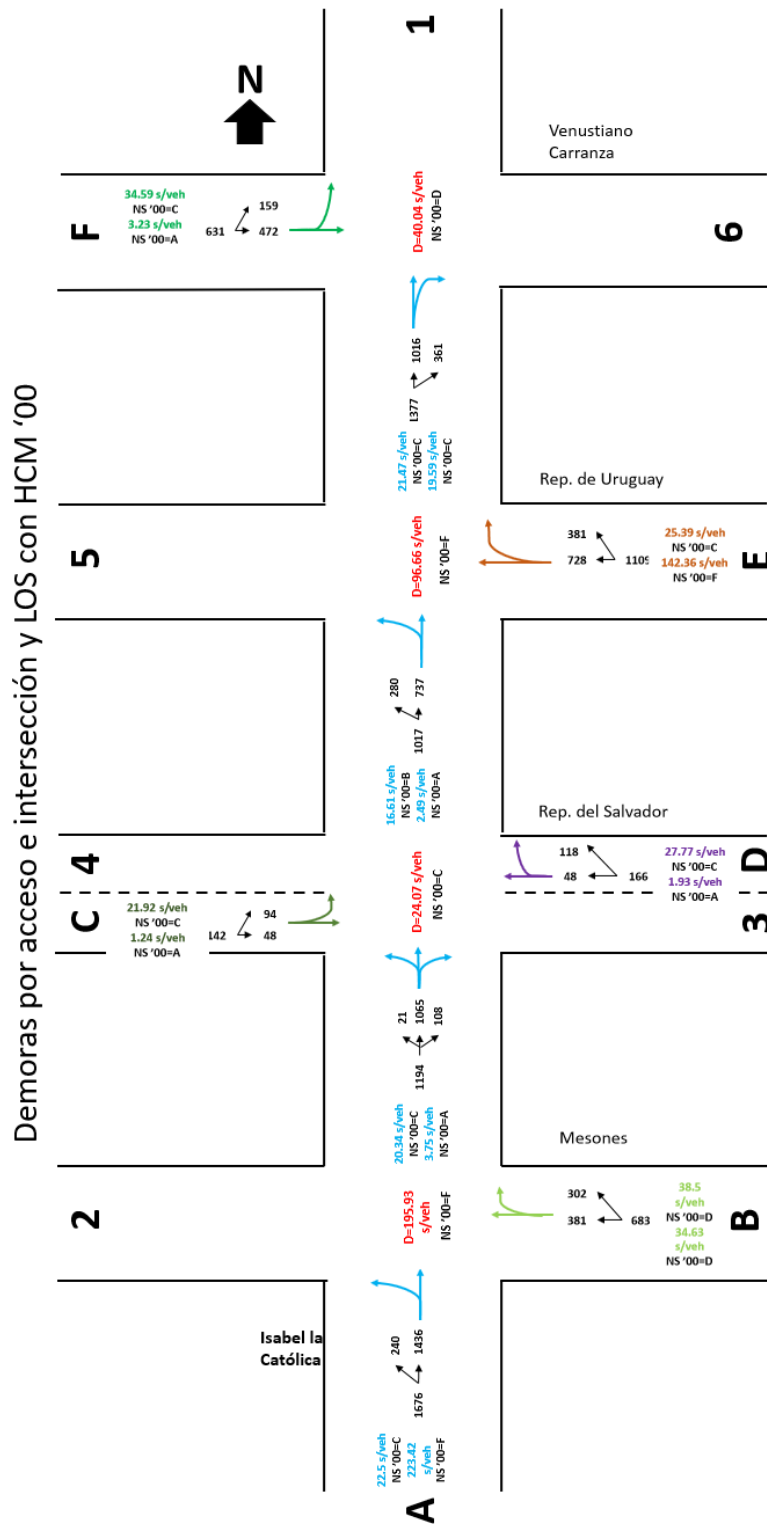 Demoras por acceso e intersección y LOS con HCM '00
1
N
Venustiano
Carranza
F
34.59 s/veh
NS '00=C
3.23 s/veh
NS '00=A
631
159
472
D=40.04 s/veh
NS '00=D
6
1016
361
1377
21.47 s/veh
NS '00=C
19.59 s/veh
NS '00=C
Rep. de Uruguay
5
D=96.66 s/veh
NS '00=F
381
728
1109
25.39 s/veh
NS '00=C
142.36 s/veh
NS '00=F
E
280
737
1017
16.61 s/veh
NS '00=B
2.49 s/veh
NS '00=A
Rep. del Salvador
4
C
21.92 s/veh
NS '00=C
1.24 s/veh
NS '00=A
142
94
48
D=24.07 s/veh
NS '00=C
118
48
166
27.77 s/veh
NS '00=C
1.93 s/veh
NS '00=A
D
3
21
1065
108
1194
20.34 s/veh
NS '00=C
3.75 s/veh
NS '00=A
Mesones
2
D=195.93
s/veh
NS '00=F
302
381
683
38.5
s/veh
NS '00=D
34.63
s/veh
NS '00=D
B
Isabel la
Católica
240
1436
1676
22.5 s/veh
NS '00=C
223.42
s/veh
NS '00=F
A